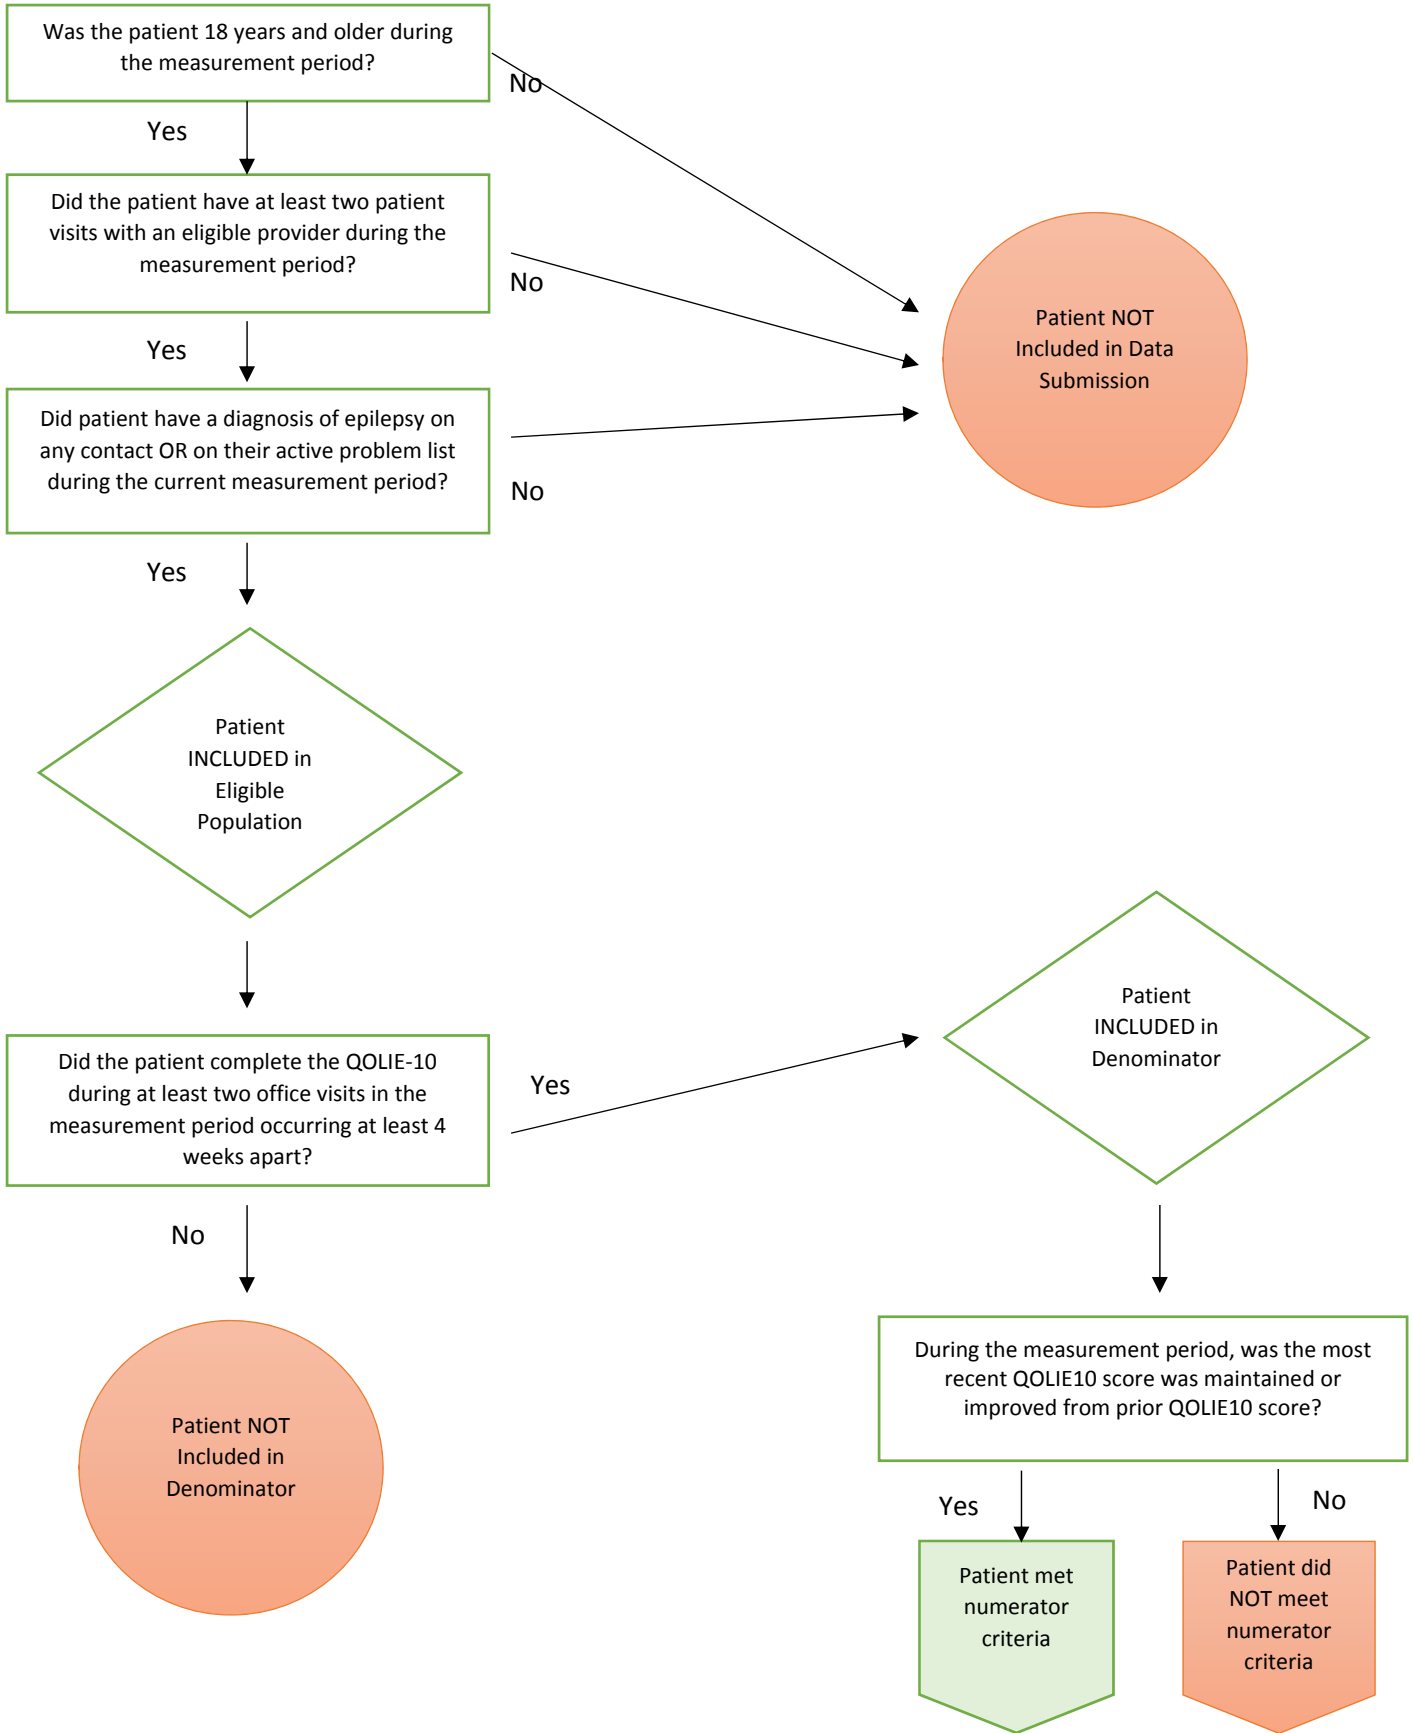 Was the patient 18 years and older during
the measurement period?
No
Yes
Did the patient have at least two patient
visits with an eligible provider during the
measurement period?
No
Yes
Patient NOT
Included in Data
Submission
Did patient have a diagnosis of epilepsy on
any contact OR on their active problem list
during the current measurement period?
No
Yes
Patient
INCLUDED in
Eligible
Population
Did the patient complete the QOLIE-10
during at least two office visits in the
measurement period occurring at least 4
weeks apart?
Yes
Patient
INCLUDED in
Denominator
No
Patient NOT
Included in
Denominator
During the measurement period, was the most
recent QOLIE10 score was maintained or
improved from prior QOLIE10 score?
Yes
No
Patient met
numerator
criteria
Patient did
NOT meet
numerator
criteria